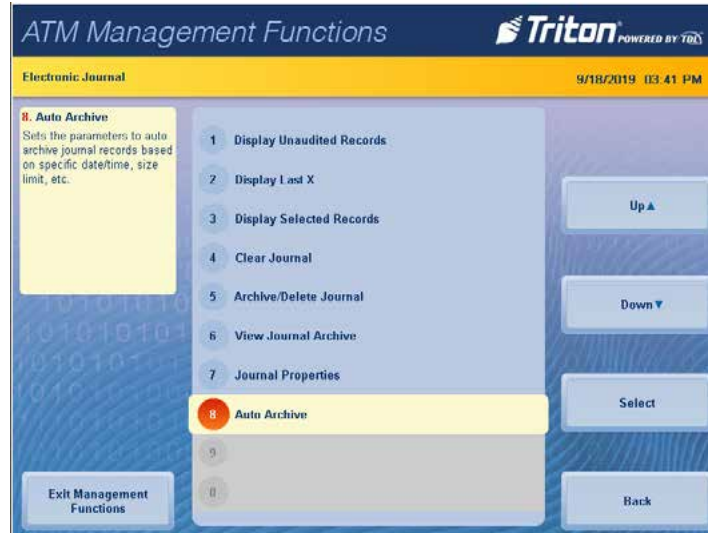 ATM Management Functions
Triton POWERED BY TDL
Electronic Journal
9/18/2019 03:41 PM
8. Auto Archive
Sets the parameters to auto
archive journal records based
on specific date/time, size
limit, etc.
1 Display Unaudited Records
2 Display Last X
3 Display Selected Records
4 Clear Journal
5 Archive/Delete Journal
6 View Journal Archive
7 Journal Properties
8 Auto Archive
9
0
Up▲
Down▼
Select
Back
Exit Management
Functions